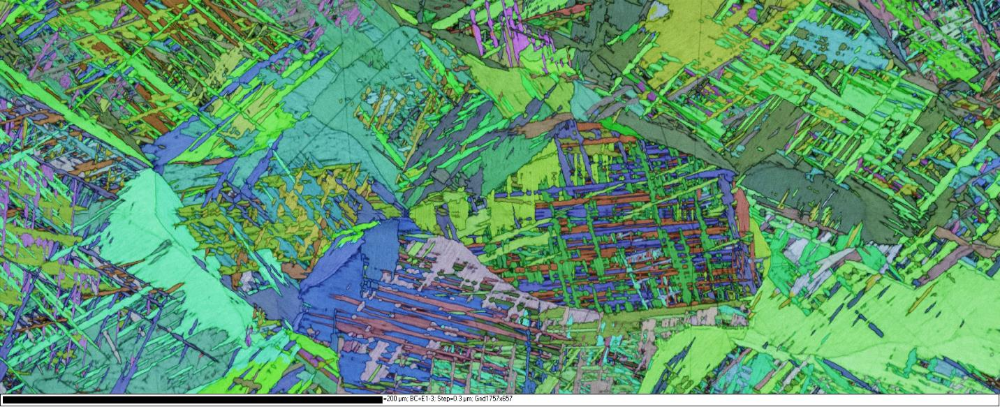 =200 µm; BC+E1-3; Step=0.3 µm; Grid1757x657